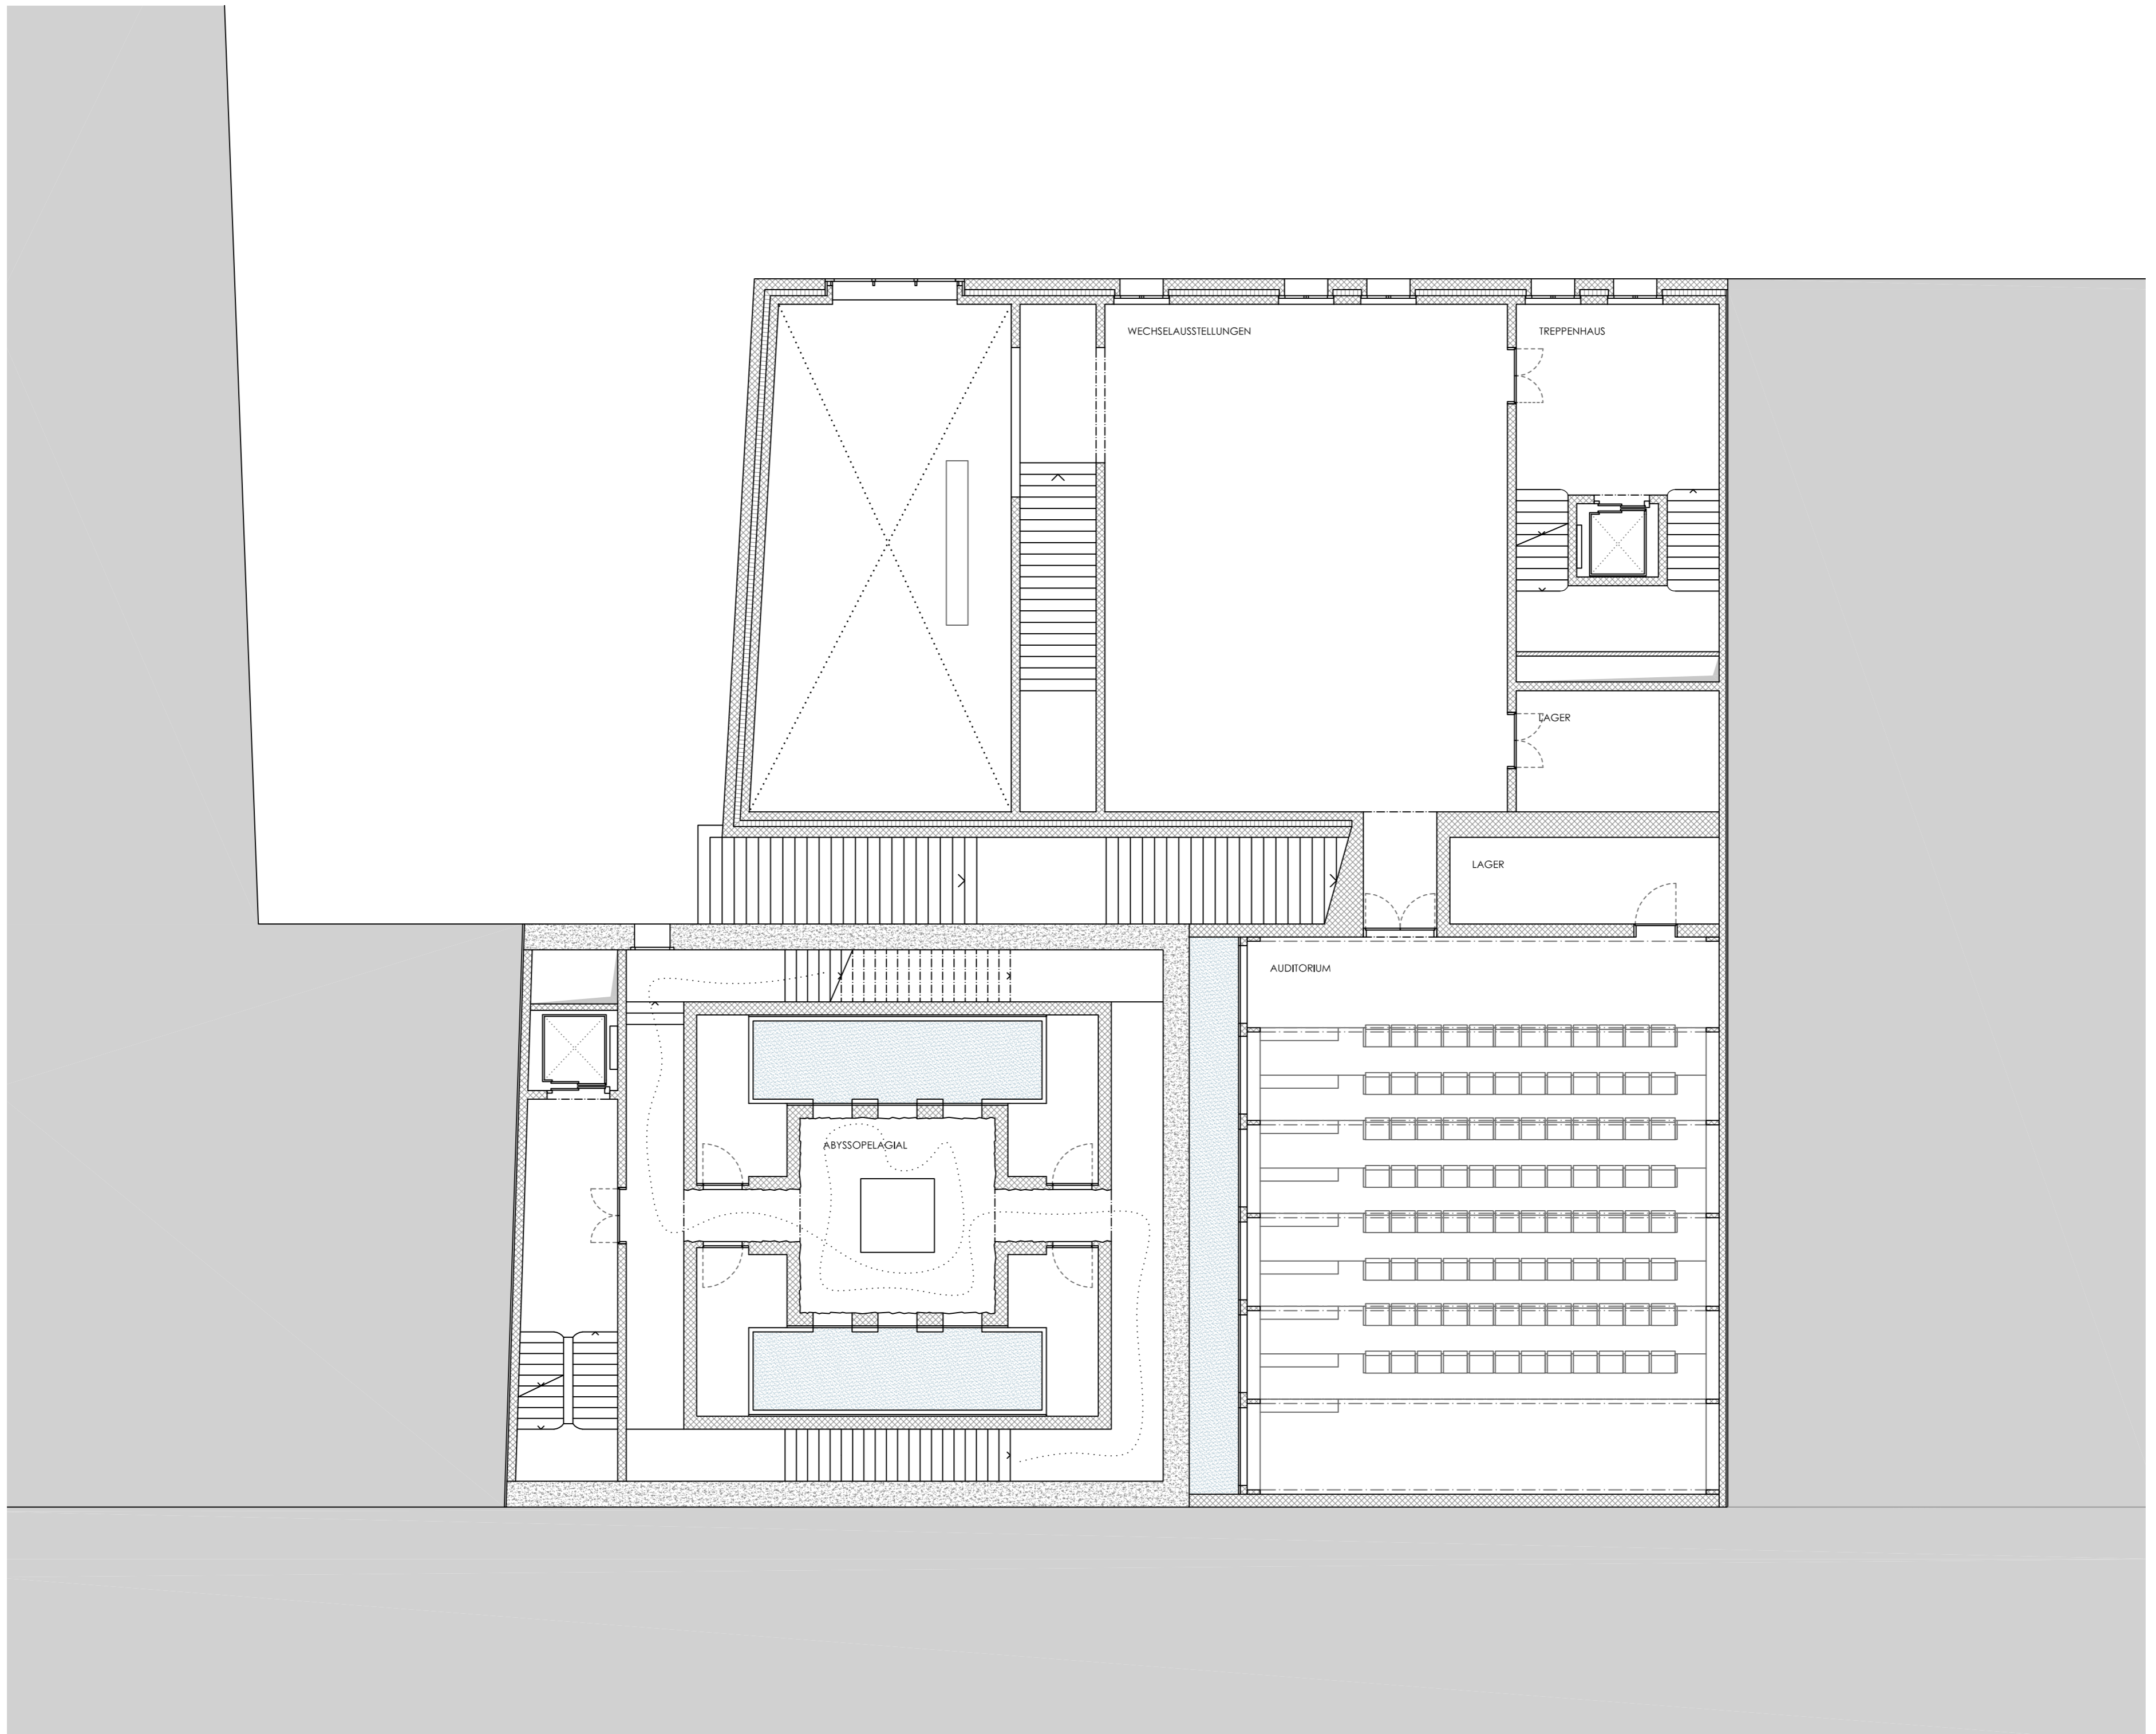 WECHSELAUSSTELLUNGEN
TREPPENHAUS
LAGER
LAGER
AUDITORIUM
ABYSSOPELAGIAL